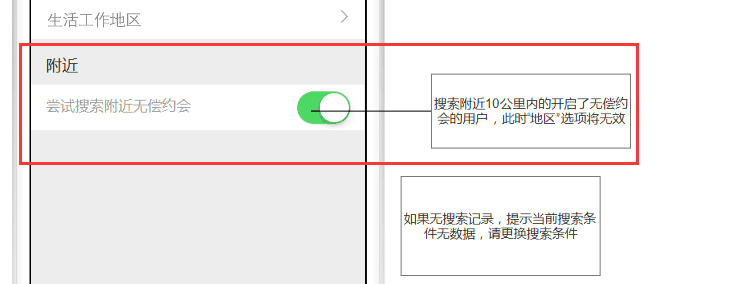 生活工作地区
附近
尝试搜索附近无偿约会
搜索附近10公里内的开启了无偿约
会的用户，此时“地区”选项将无效
如果无搜索记录，提示当前搜索条
件无数据，请更换搜索条件